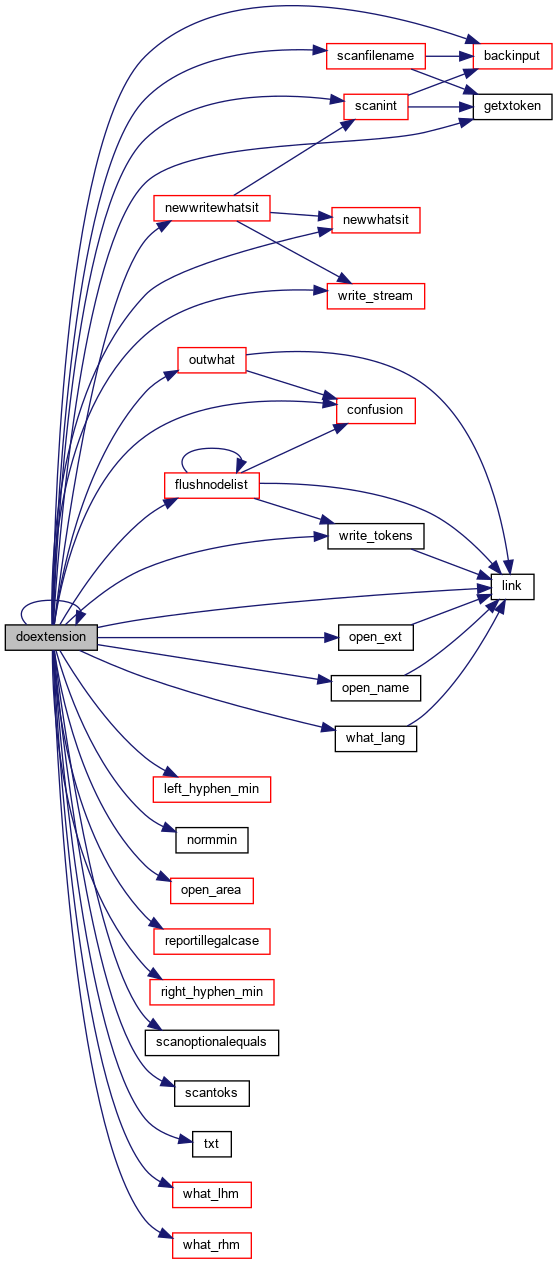 scanfilename
backinput
scanint
getxtoken
newwritewhatsit
newwhatsit
write_stream
outwhat
confusion
flushnodelist
write_tokens
link
doextension
open_ext
open_name
what_lang
left_hyphen_min
normmin
open_area
reportillegalcase
right_hyphen_min
scanoptionalequals
scantoks
txt
what_lhm
what_rhm